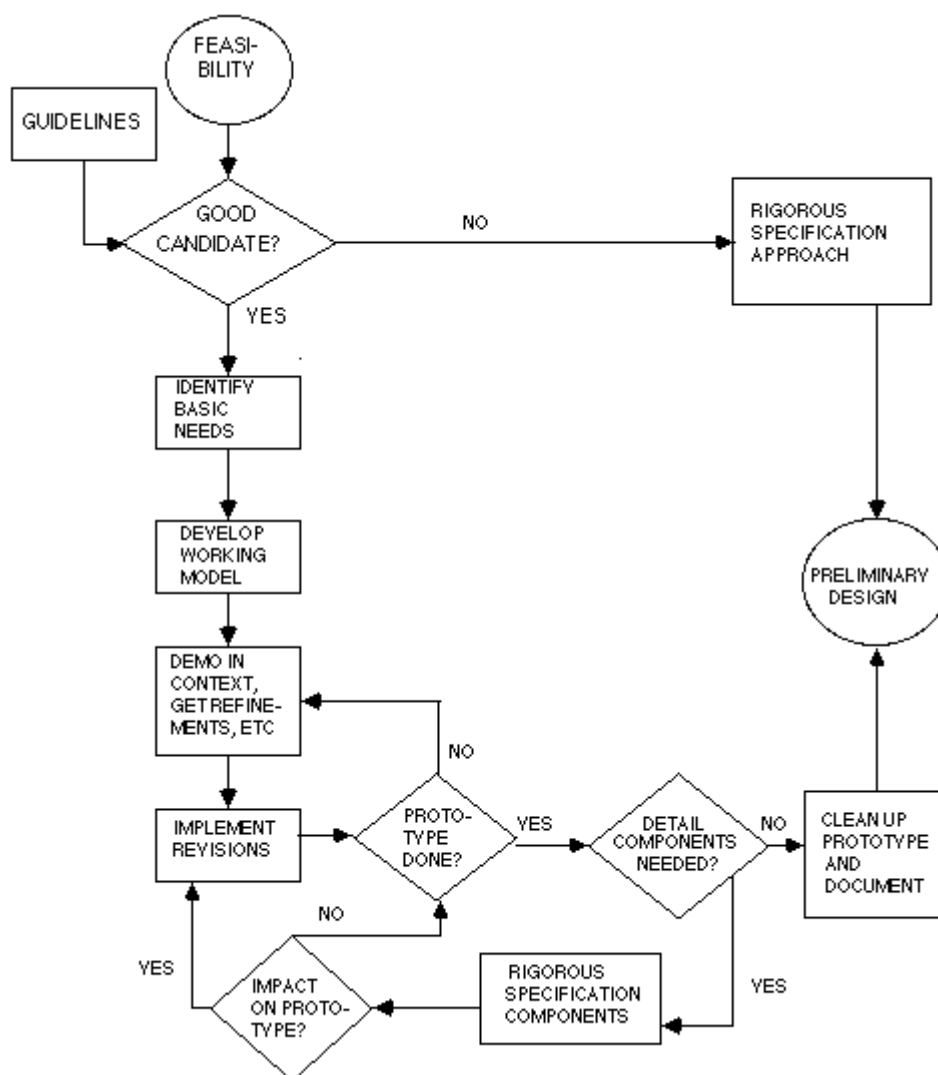 FEASI-
BILITY
GUIDELINES
GOOD
CANDIDATE?
NO
RIGOROUS
SPECIFICATION
APPROACH
YES
IDENTIFY
BASIC
NEEDS
DEVELOP
WORKING
MODEL
PRELIMINARY
DESIGN
DEMO IN
CONTEXT,
GET REFINE-
MENTS, ETC
NO
IMPLEMENT
REVISIONS
PROTO-
TYPE
DONE?
YES
DETAIL
COMPONENTS
NEEDED?
NO
CLEAN UP
PROTOTYPE
AND
DOCUMENT
NO
YES
IMPACT
ON PROTO-
TYPE?
RIGOROUS
SPECIFICATION
COMPONENTS
YES